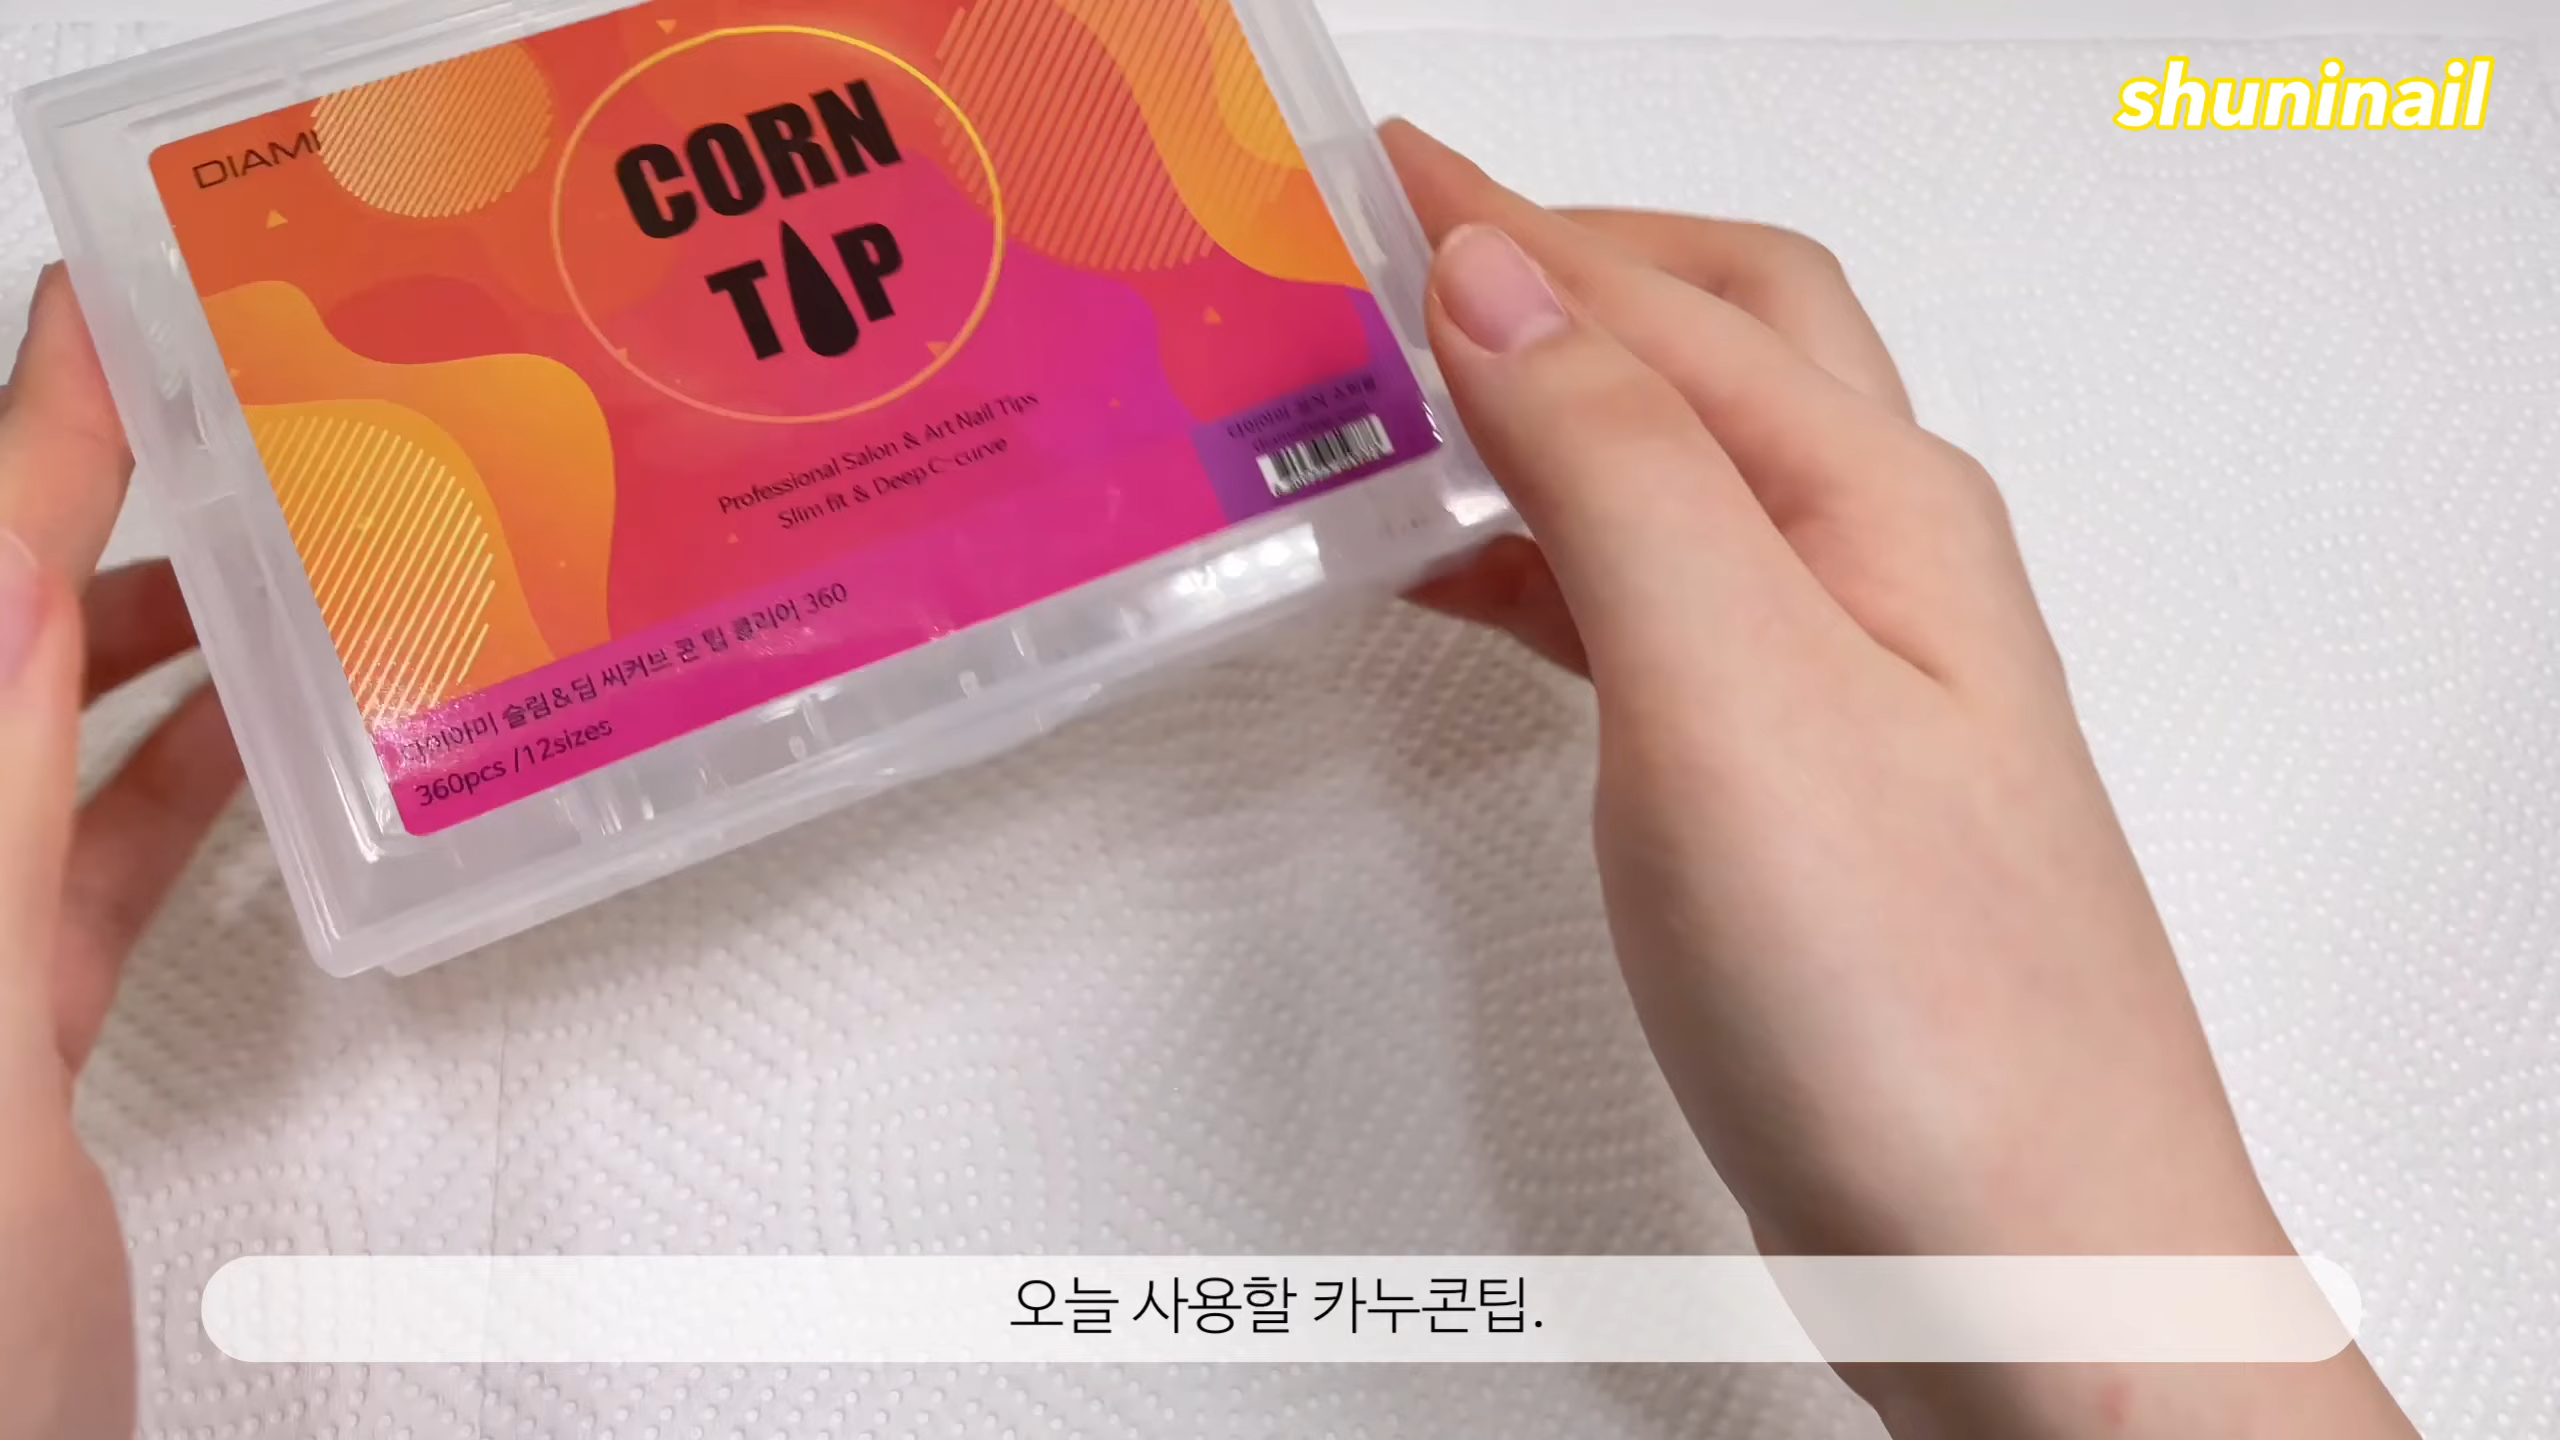 shuninail
DIAMI
CORN
TIP
Professional Salon & Art Nail Tips
Slim fit & Deep C-curve
다이아미 슬림&딥 씨커브 콘 팁 클리어 360
360pcs /12sizes
오늘 사용할 카누콘팁.